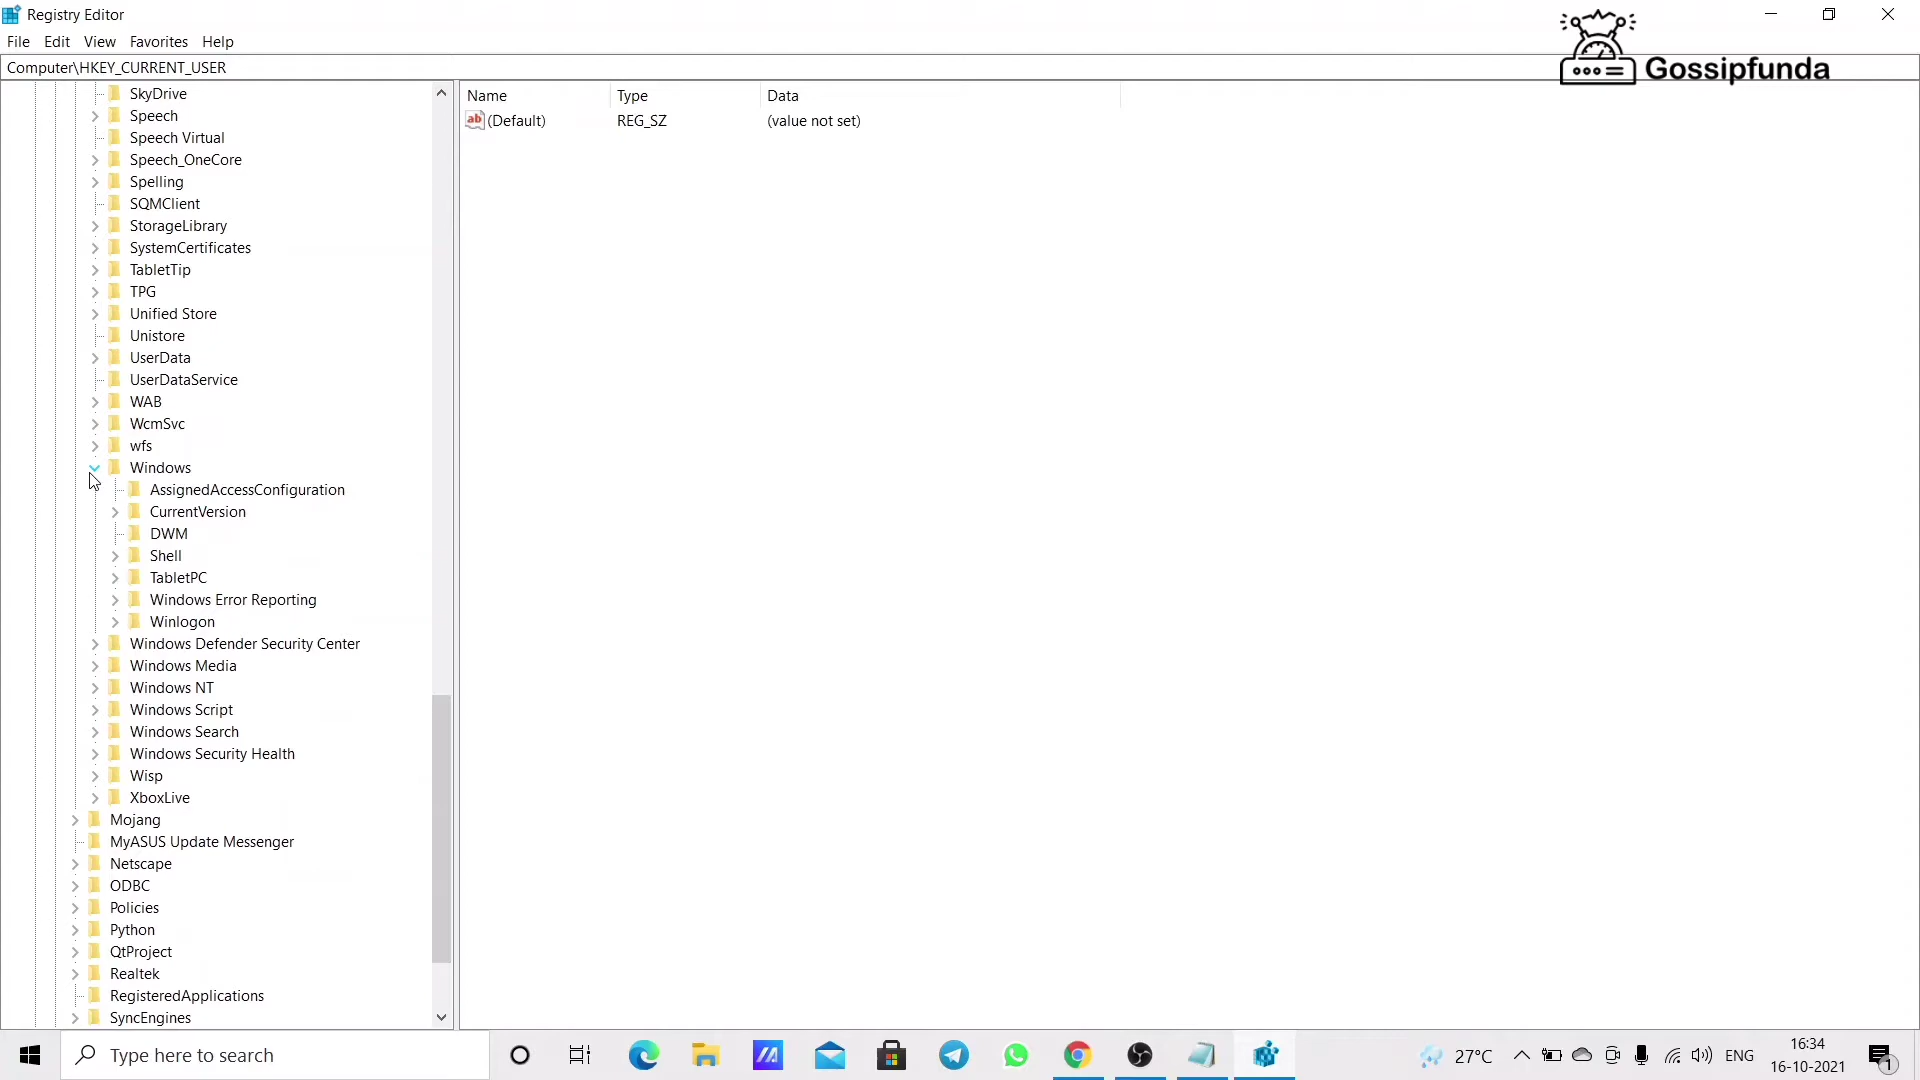 Registry Editor
File Edit View Favorites Help
Computer\HKEY_CURRENT_USER
Gossipfunda
SkyDrive
Speech
Speech Virtual
Speech_OneCore
Spelling
SQMClient
StorageLibrary
SystemCertificates
TabletTip
TPG
Unified Store
Unistore
UserData
UserDataService
WAB
WcmSvc
wfs
Windows
AssignedAccessConfiguration
CurrentVersion
DWM
Shell
TabletPC
Windows Error Reporting
Winlogon
Windows Defender Security Center
Windows Media
Windows NT
Windows Script
Windows Search
Windows Security Health
Wisp
XboxLive
Mojang
MyASUS Update Messenger
Netscape
ODBC
Policies
Python
QtProject
Realtek
RegisteredApplications
SyncEngines
Name Type Data
ab (Default) REG_SZ (value not set)
Type here to search
27°C
ENG
16:34
16-10-2021
1